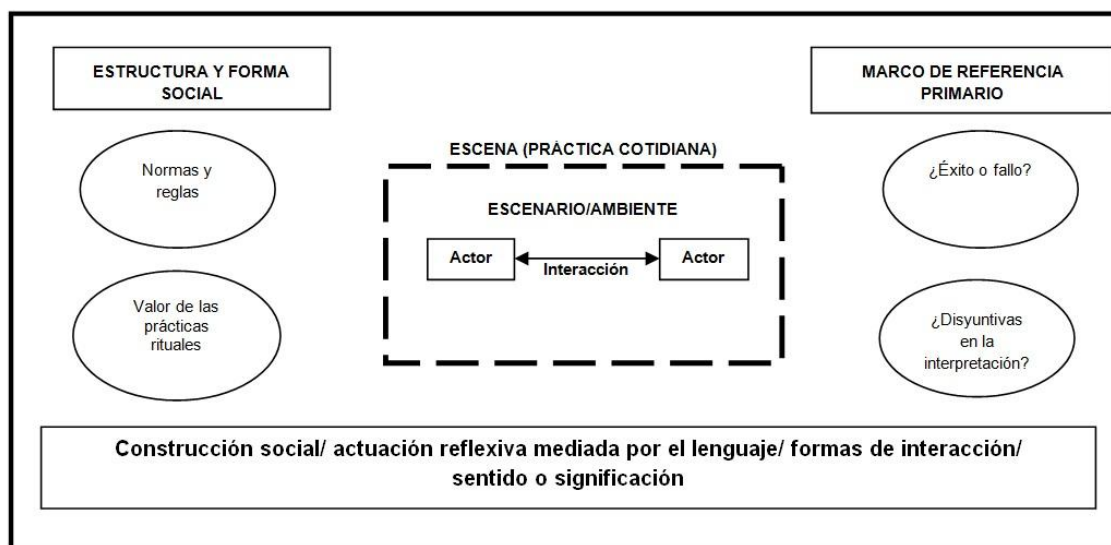 ESTRUCTURA Y FORMA
SOCIAL
Normas y
reglas
Valor de las
prácticas
rituales
ESCENA (PRÁCTICA COTIDIANA)
ESCENARIO/AMBIENTE
Actor
Interacción
Actor
MARCO DE REFERENCIA
PRIMARIO
¿Éxito o fallo?
¿Disyuntivas
en la
interpretación?
Construcción social/ actuación reflexiva mediada por el lenguaje/ formas de interacción/
sentido o significación